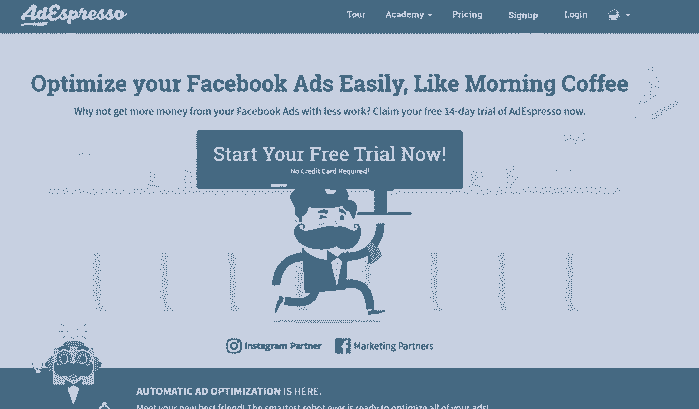 AdEspresso
Tour Academy Pricing Signup Login
Optimize your Facebook Ads Easily, Like Morning Coffee
Why not get more money from your Facebook Ads with less work? Claim your free 14-day trial of AdEspresso now.
Start Your Free Trial Now!
No Credit Card Required!
Instagram Partner Marketing Partners
AUTOMATIC AD OPTIMIZATION IS HERE.
Meet your new best friend! The smartest robot ever is ready to optimize all of your ads!